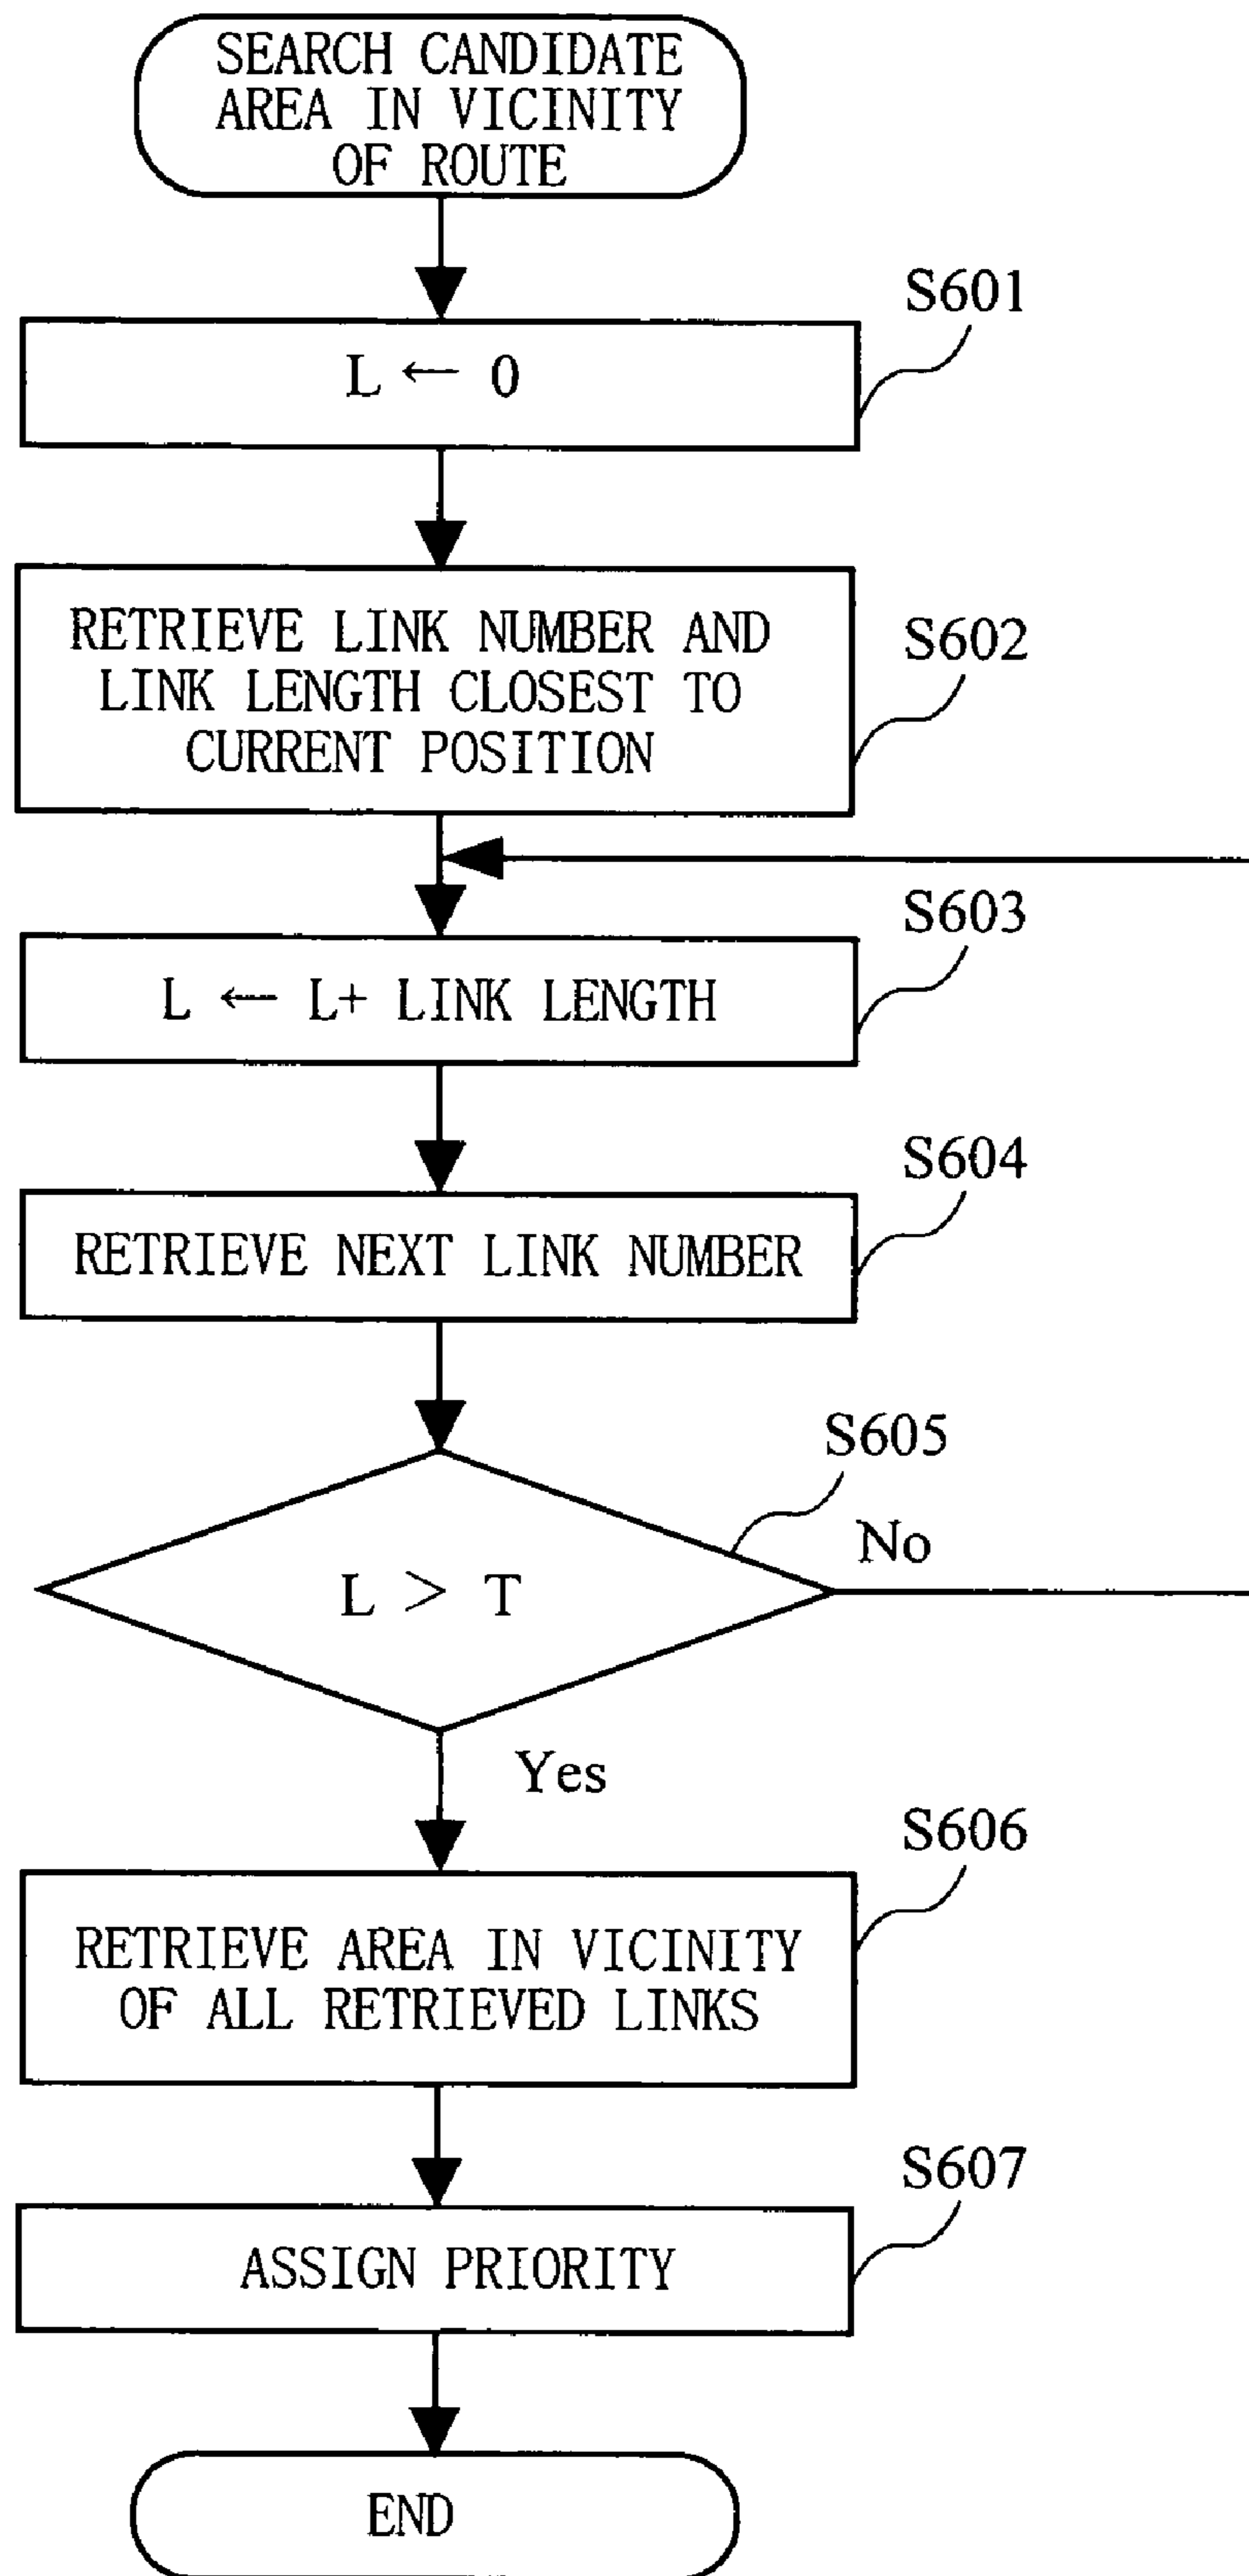 SEARCH CANDIDATE
AREA IN VICINITY
OF ROUTE
S601
L ← 0
S602
RETRIEVE LINK NUMBER AND
LINK LENGTH CLOSEST TO
CURRENT POSITION
S603
L ← L+ LINK LENGTH
S604
RETRIEVE NEXT LINK NUMBER
S605
No
L > T
Yes
S606
RETRIEVE AREA IN VICINITY
OF ALL RETRIEVED LINKS
S607
ASSIGN PRIORITY
END